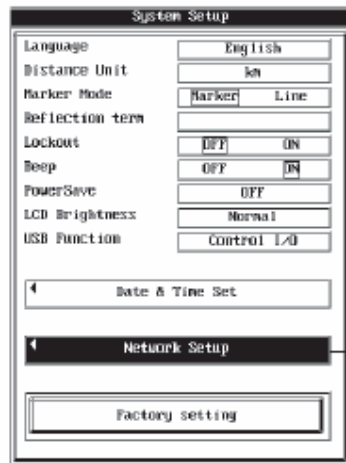 System Setup
Language English
Distance Unit km
Marker Mode Marker Line
Reflection term
Lockout OFF ON
Beep OFF ON
PowerSave OFF
LCD Brightness Normal
USB Function Control I/O
Date & Time Set
Network Setup
Factory setting